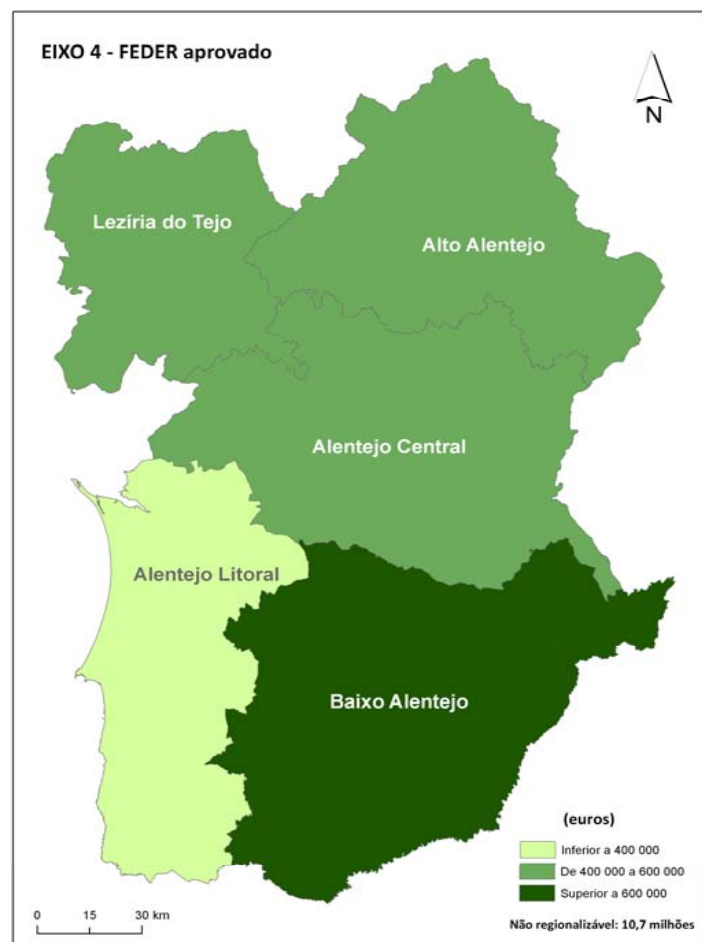 EIXO 4 - FEDER aprovado
N
Lezíria do Tejo
Alto Alentejo
Alentejo Central
Alentejo Litoral
Baixo Alentejo
(euros)
Inferior a 400 000
De 400 000 a 600 000
Superior a 600 000
0 15 30 km
Não regionalizável: 10,7 milhões